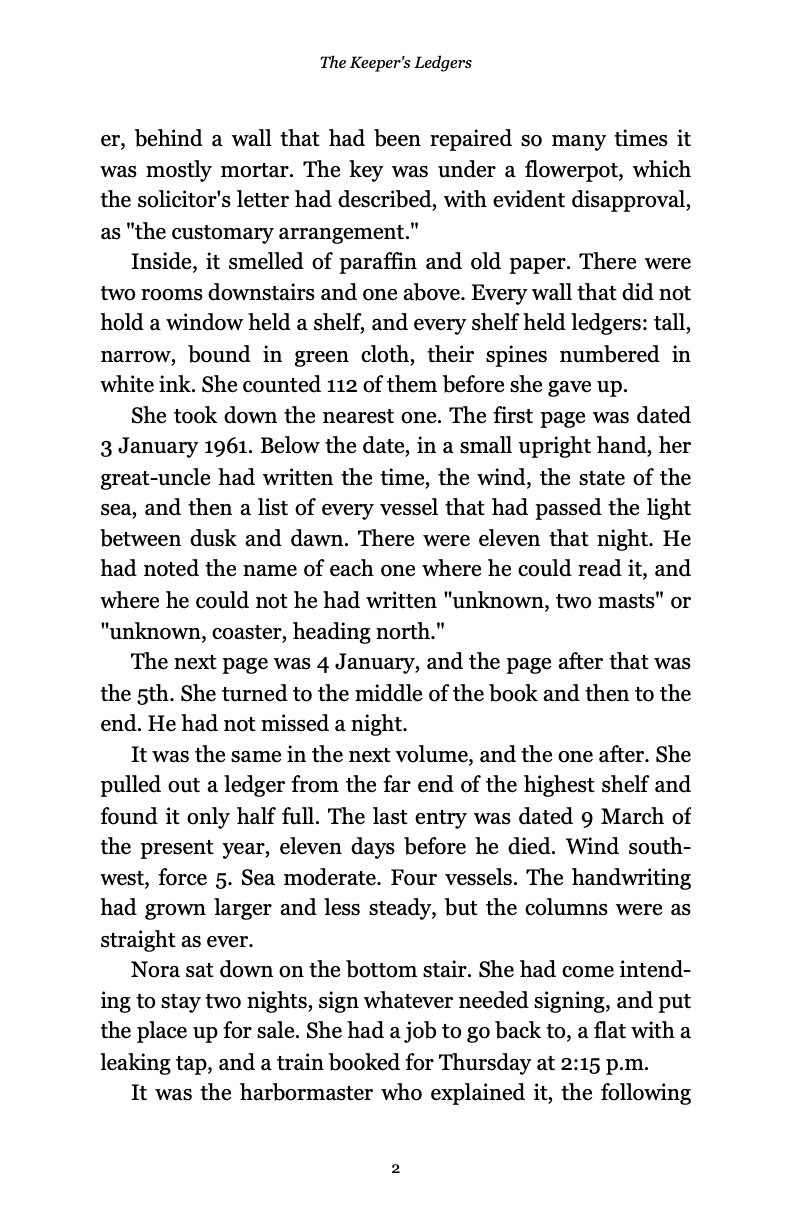 The Keeper's Ledgers
er, behind a wall that had been repaired so many times it
was mostly mortar. The key was under a flowerpot, which
the solicitor's letter had described, with evident disapproval,
as "the customary arrangement."
Inside, it smelled of paraffin and old paper. There were
two rooms downstairs and one above. Every wall that did not
hold a window held a shelf, and every shelf held ledgers: tall,
narrow, bound in green cloth, their spines numbered in
white ink. She counted 112 of them before she gave up.
She took down the nearest one. The first page was dated
3 January 1961. Below the date, in a small upright hand, her
great-uncle had written the time, the wind, the state of the
sea, and then a list of every vessel that had passed the light
between dusk and dawn. There were eleven that night. He
had noted the name of each one where he could read it, and
where he could not he had written "unknown, two masts" or
"unknown, coaster, heading north."
The next page was 4 January, and the page after that was
the 5th. She turned to the middle of the book and then to the
end. He had not missed a night.
It was the same in the next volume, and the one after. She
pulled out a ledger from the far end of the highest shelf and
found it only half full. The last entry was dated 9 March of
the present year, eleven days before he died. Wind south-
west, force 5. Sea moderate. Four vessels. The handwriting
had grown larger and less steady, but the columns were as
straight as ever.
Nora sat down on the bottom stair. She had come intend-
ing to stay two nights, sign whatever needed signing, and put
the place up for sale. She had a job to go back to, a flat with a
leaking tap, and a train booked for Thursday at 2:15 p.m.
It was the harbormaster who explained it, the following
2